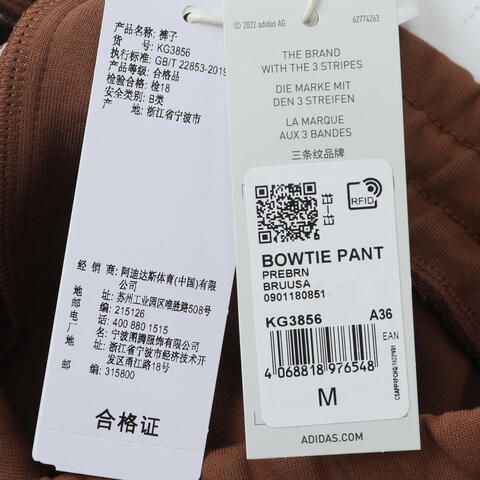 产品名称: 裤子
货 号: KG3856
执行标准: GB/T 22853-2019
产品等级: 合格品
检验合格: 检18
安全类别: B类
产 地: 浙江省宁波市
经 销 商: 阿迪达斯体育(中国)有限公司
地 址: 苏州工业园区唯胜路508号
邮 编: 215126
电 话: 400 880 1515
厂 名: 宁波图腾服饰有限公司
地 址: 浙江省宁波市经济技术开
发区甬江路18号
邮 编: 315800
合格证
© 2022 adidas AG 62774263
THE BRAND
WITH THE 3 STRIPES
DIE MARKE MIT
DEN 3 STREIFEN
LA MARQUE
AUX 3 BANDES
三条纹品牌
RFID
BOWTIE PANT
PREBRN
BRUUSA
0901180851
KG3856 A36
EAN
4 068818 976548
M
ADIDAS.COM